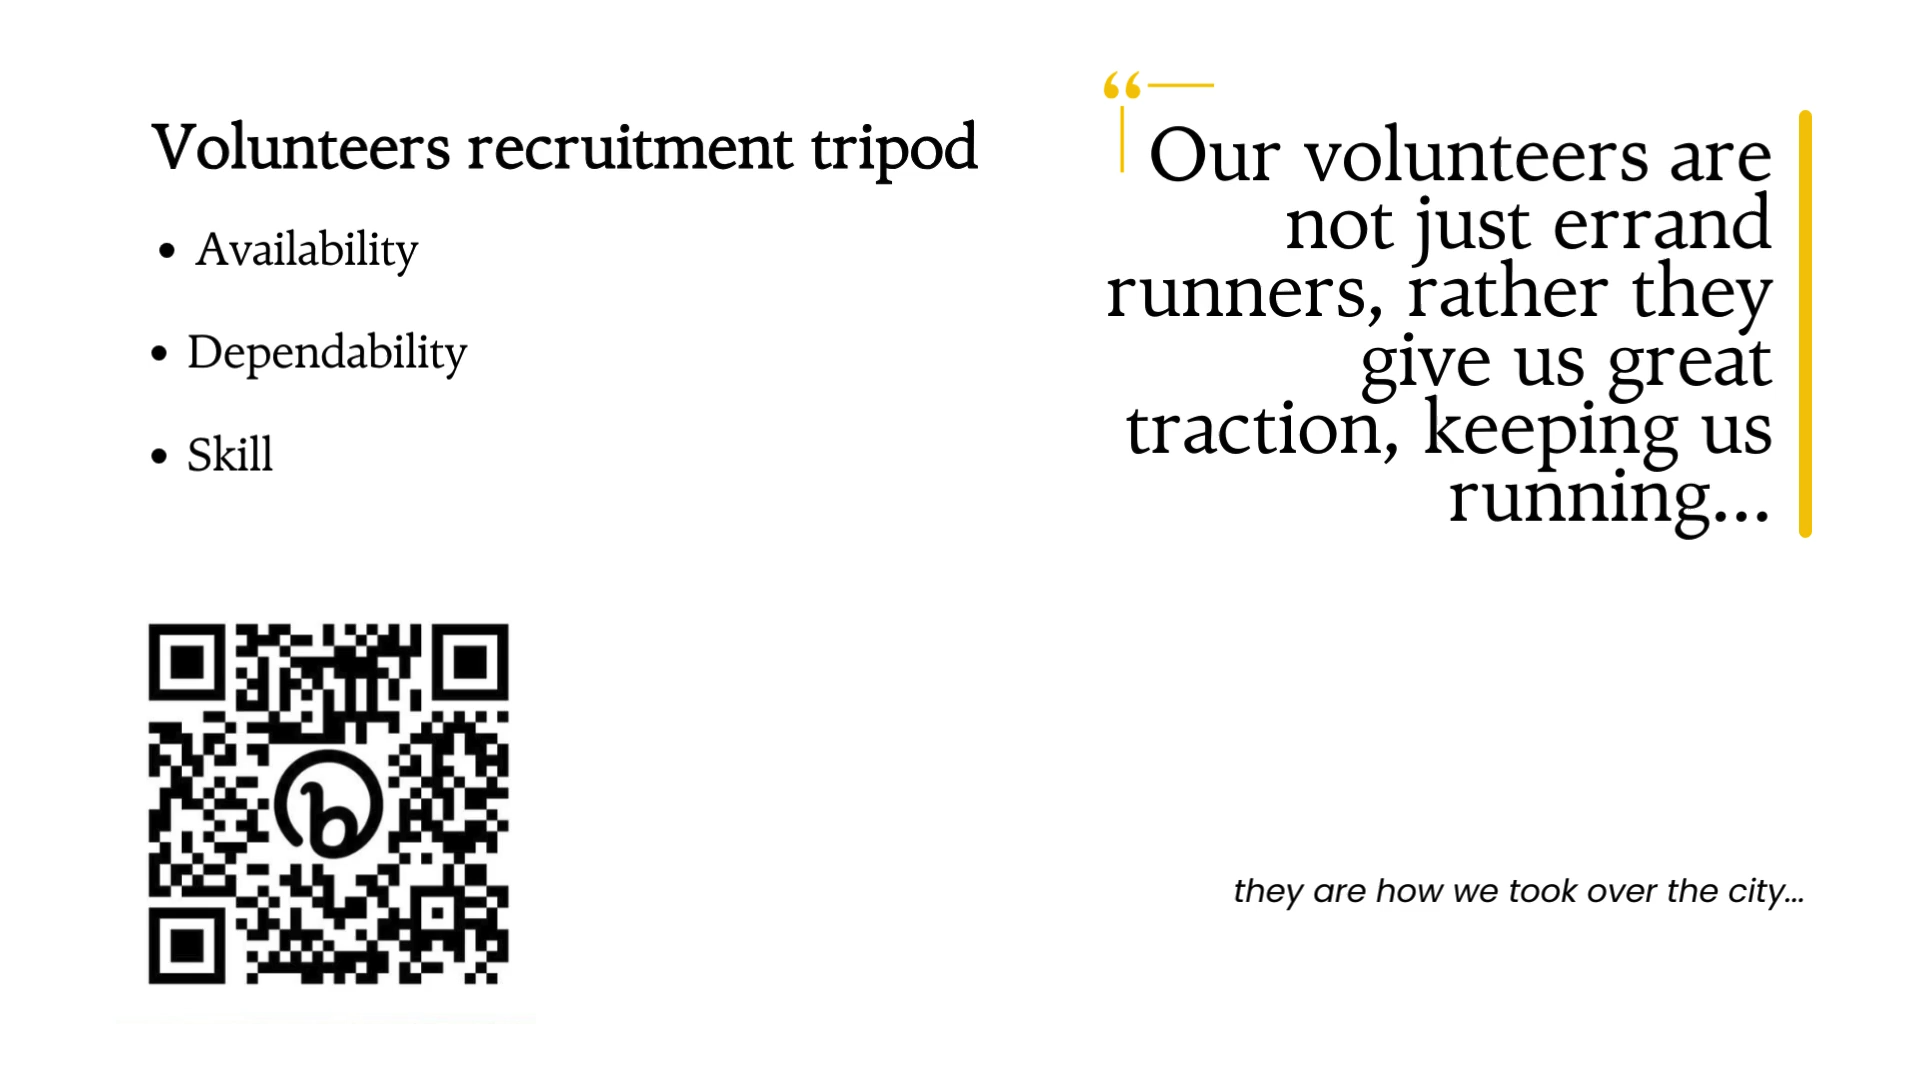 Volunteers recruitment tripod
• Availability
• Dependability
• Skill
“
Our volunteers are
not just errand
runners, rather they
give us great
traction, keeping us
running...
b
they are how we took over the city...